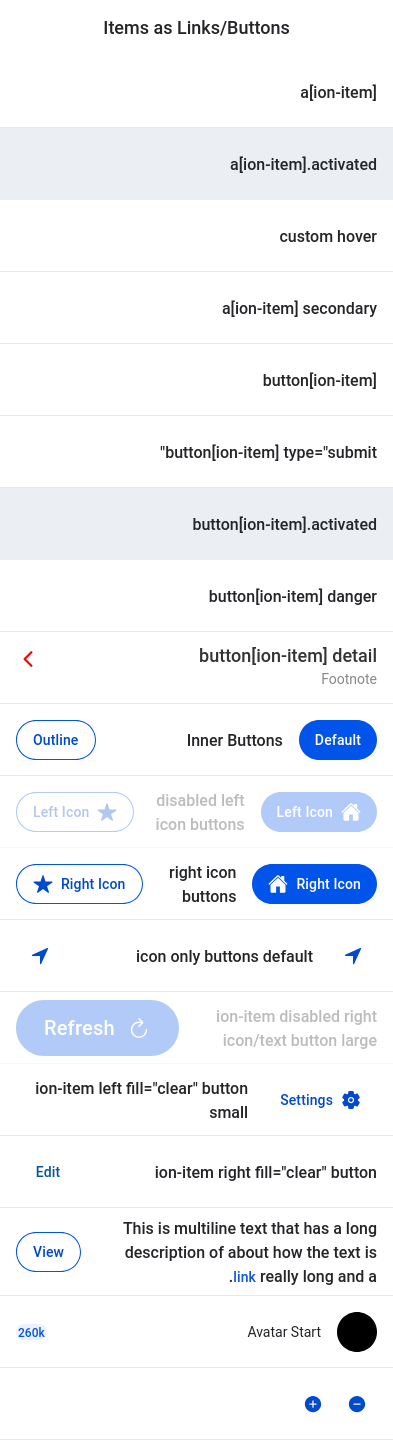 Items as Links/Buttons
a[ion-item]
a[ion-item].activated
custom hover
a[ion-item] secondary
button[ion-item]
"button[ion-item] type="submit
button[ion-item].activated
button[ion-item] danger
button[ion-item] detail
Footnote
Default
Inner Buttons
Outline
Left Icon
disabled left
icon buttons
Left Icon
Right Icon
right icon
buttons
Right Icon
icon only buttons default
ion-item disabled right
icon/text button large
Refresh
Settings
ion-item left fill="clear" button
small
ion-item right fill="clear" button
Edit
This is multiline text that has a long
description of about how the text is
.link really long and a
View
Avatar Start
260k